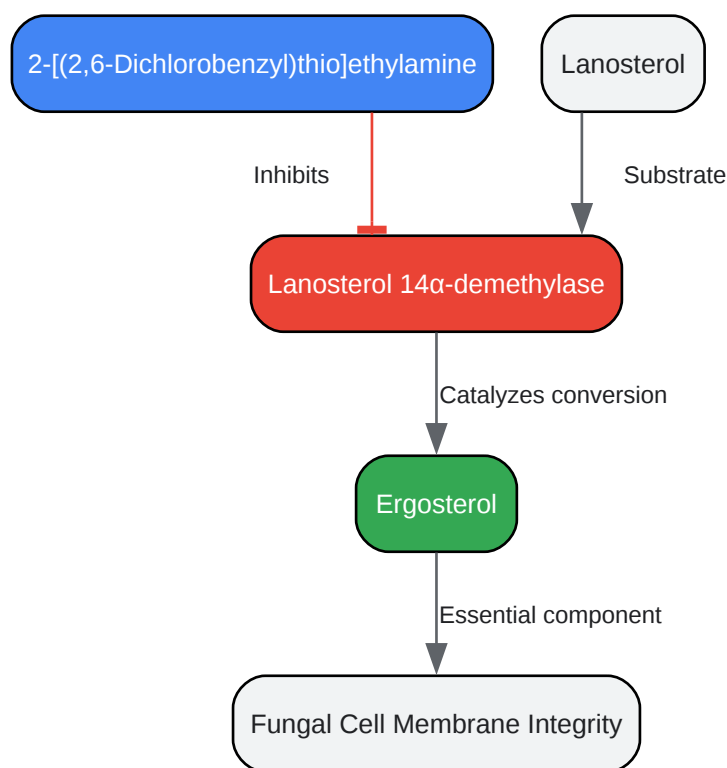 2-[(2,6-Dichlorobenzyl)thio]ethylamine
Lanosterol
Inhibits
Substrate
Lanosterol 14α-demethylase
Catalyzes conversion
Ergosterol
Essential component
Fungal Cell Membrane Integrity